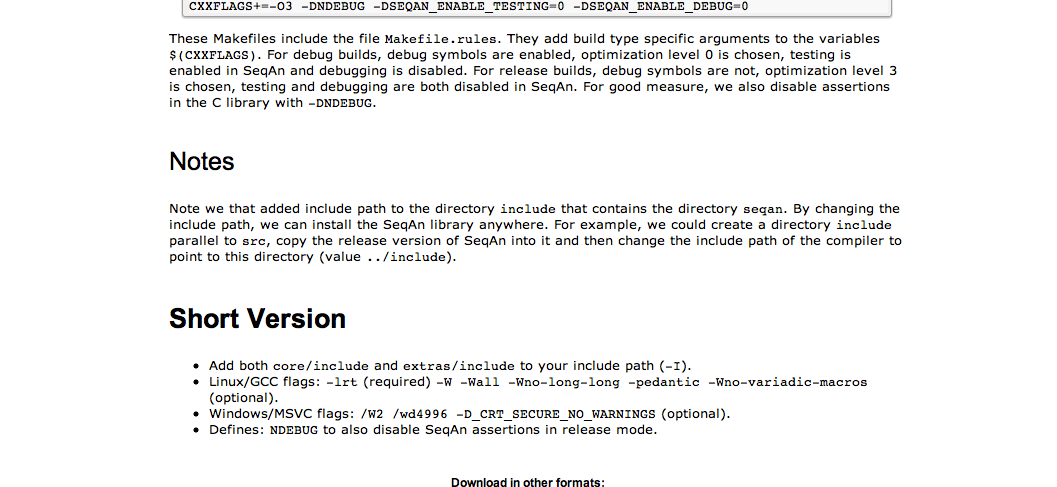 CXXFLAGS+=-O3 -DNDEBUG -DSEQAN_ENABLE_TESTING=0 -DSEQAN_ENABLE_DEBUG=0
These Makefiles include the file Makefile.rules. They add build type specific arguments to the variables
$(CXXFLAGS). For debug builds, debug symbols are enabled, optimization level 0 is chosen, testing is
enabled in SeqAn and debugging is disabled. For release builds, debug symbols are not, optimization level 3
is chosen, testing and debugging are both disabled in SeqAn. For good measure, we also disable assertions
in the C library with -DNDEBUG.
Notes
Note we that added include path to the directory include that contains the directory seqan. By changing the
include path, we can install the SeqAn library anywhere. For example, we could create a directory include
parallel to src, copy the release version of SeqAn into it and then change the include path of the compiler to
point to this directory (value ../include).
Short Version
• Add both core/include and extras/include to your include path (-I).
• Linux/GCC flags: -lrt (required) -W -Wall -Wno-long-long -pedantic -Wno-variadic-macros
(optional).
• Windows/MSVC flags: /W2 /wd4996 -D_CRT_SECURE_NO_WARNINGS (optional).
• Defines: NDEBUG to also disable SeqAn assertions in release mode.
Download in other formats: